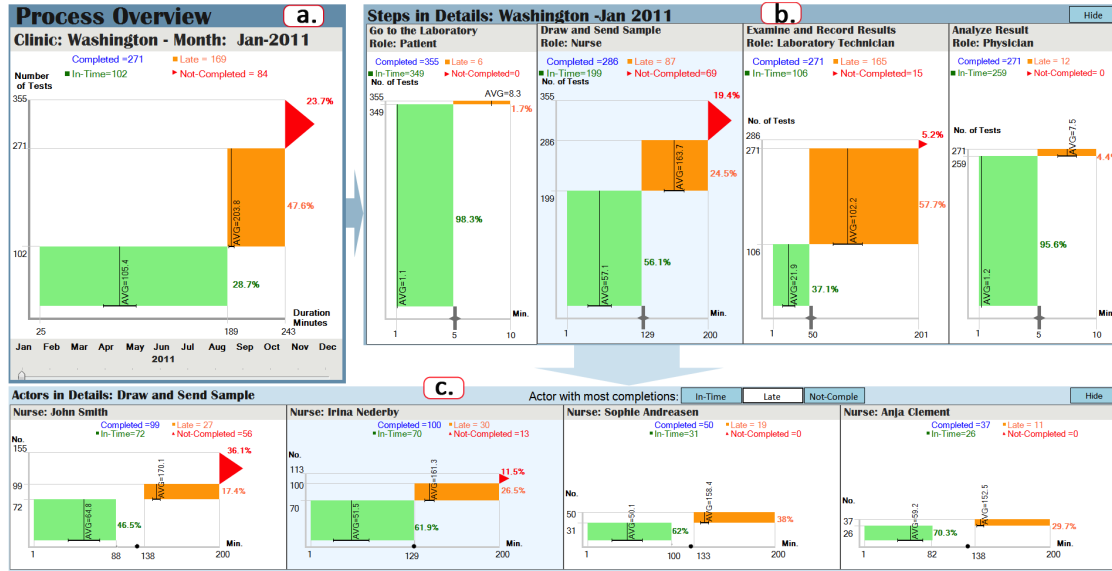 Process Overview
a.
Clinic: Washington - Month: Jan-2011
Completed =271
Late = 169
In-Time=102
Not-Completed = 84
Number of Tests
355
23.7%
271
AVG=203.8
47.6%
102
AVG=105.4
28.7%
Duration
Minutes
25
189
243
Jan Feb Mar Apr May Jun Jul Aug Sep Oct Nov Dec
2011
Steps in Details: Washington -Jan 2011
b.
Hide
Go to the Laboratory
Role: Patient
Completed =355
Late = 6
In-Time=349
Not-Completed=0
No. of Tests
AVG=8.3
355
349
1.7%
98.3%
AVG=1.1
Min.
1
5
10
Draw and Send Sample
Role: Nurse
Completed =286
Late = 87
In-Time=199
Not-Completed=69
No. of Tests
19.4%
355
286
AVG=163.7
24.5%
199
AVG=57.1
56.1%
Min.
1
129
200
Examine and Record Results
Role: Laboratory Technician
Completed =271
Late = 165
In-Time=106
Not-Completed=15
No. of Tests
5.2%
286
271
AVG=102.2
57.7%
106
AVG=21.9
37.1%
Min.
1
50
201
Analyze Result
Role: Physician
Completed =271
Late = 12
In-Time=259
Not-Completed= 0
No. of Tests
AVG=7.5
271
259
4.4%
AVG=1.2
95.6%
Min.
1
5
10
Actors in Details: Draw and Send Sample
c.
Actor with most completions:
In-Time
Late
Not-Comple
Hide
Nurse: John Smith
Completed=99
Late = 27
In-Time=72
Not-Completed=56
No.
155
36.1%
99
AVG=170.1
17.4%
72
AVG=64.8
46.5%
Min.
1
88
138
200
Nurse: Irina Nederby
Completed =100
Late = 30
In-Time=70
Not-Completed=13
No.
113
11.5%
100
AVG=161.3
26.5%
70
AVG=51.5
61.9%
Min.
1
129
200
Nurse: Sophie Andreasen
Completed =50
Late = 19
In-Time=31
Not-Completed=0
No.
50
AVG=158.4
38%
31
AVG=50.1
62%
Min.
1
100
133
200
Nurse: Anja Clement
Completed =37
Late = 11
In-Time=26
Not-Completed=0
No.
37
AVG=152.5
29.7%
26
AVG=59.2
70.3%
Min.
1
82
138
200